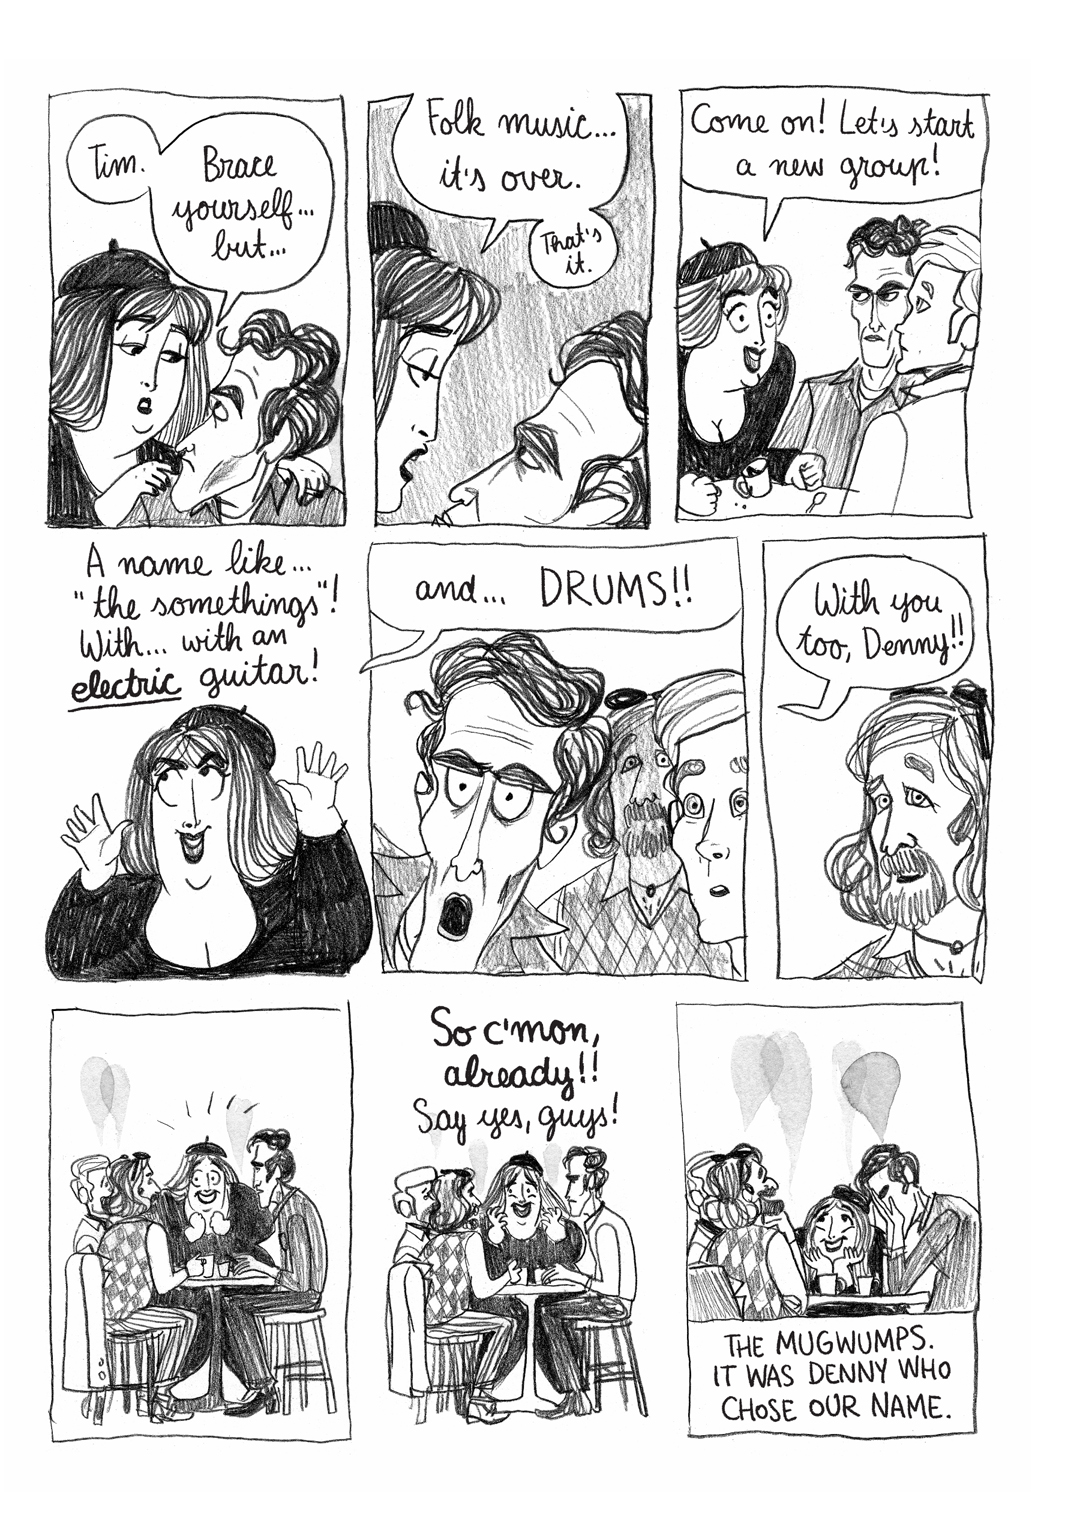 Tim.
Brace
yourself...
but...
Folk music...
it's over.
That's
it.
Come on! Let's start
a new group!
A name like...
"the somethings"!
With... with an
electric guitar!
and... DRUMS!!
With you
too, Denny!!
So c'mon,
already!!
Say yes, guys!
THE MUGWUMPS.
IT WAS DENNY WHO
CHOSE OUR NAME.